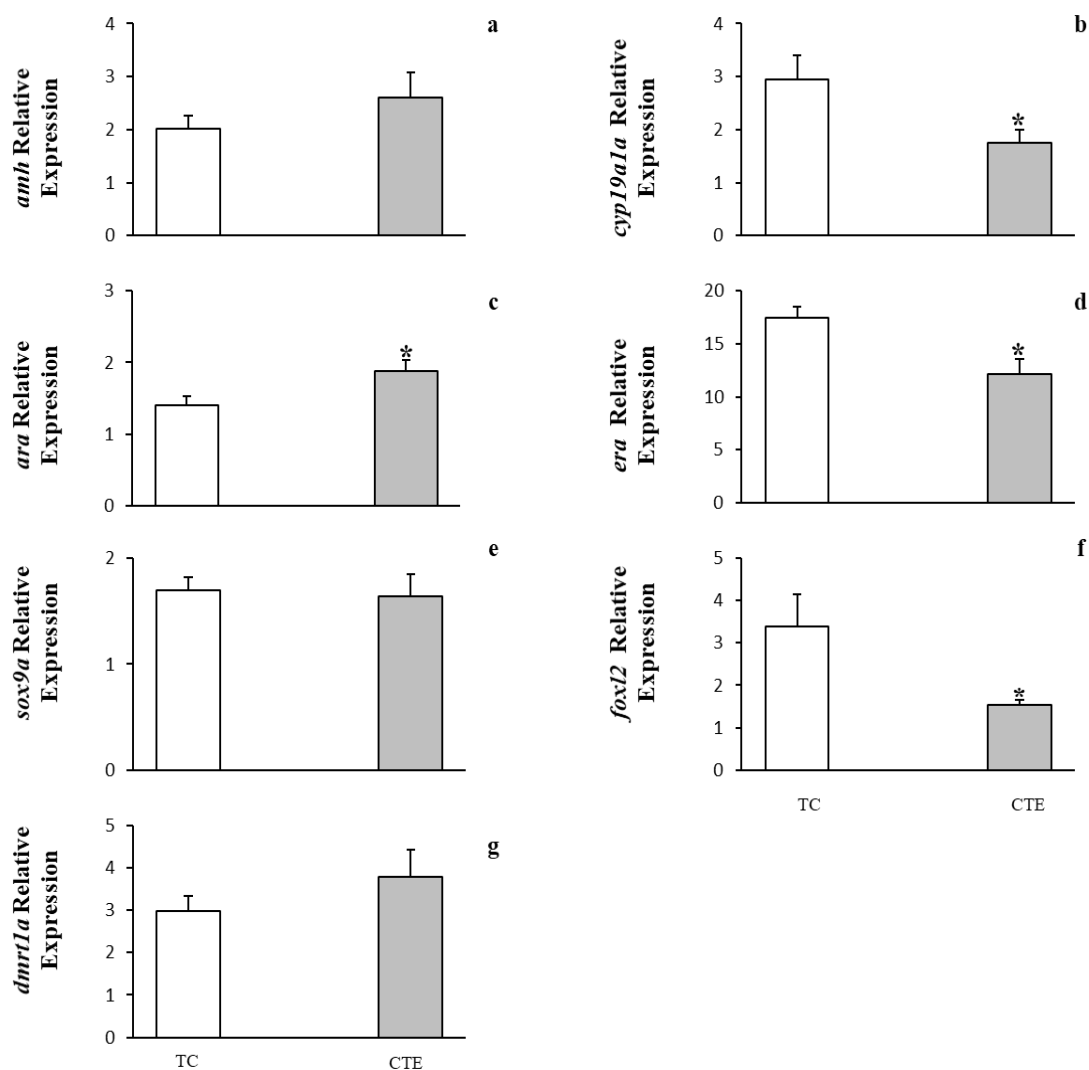 a
amh Relative
Expression
4
3
2
1
0
b
cyp19a1a Relative
Expression
4
3
2
1
0
*
c
ara Relative
Expression
3
2
1
0
*
d
era Relative
Expression
20
15
10
5
0
*
e
sox9a Relative
Expression
2
1
0
f
foxl2 Relative
Expression
5
4
3
2
1
0
*
TC CTE
g
dmrt1a Relative
Expression
5
4
3
2
1
0
TC CTE